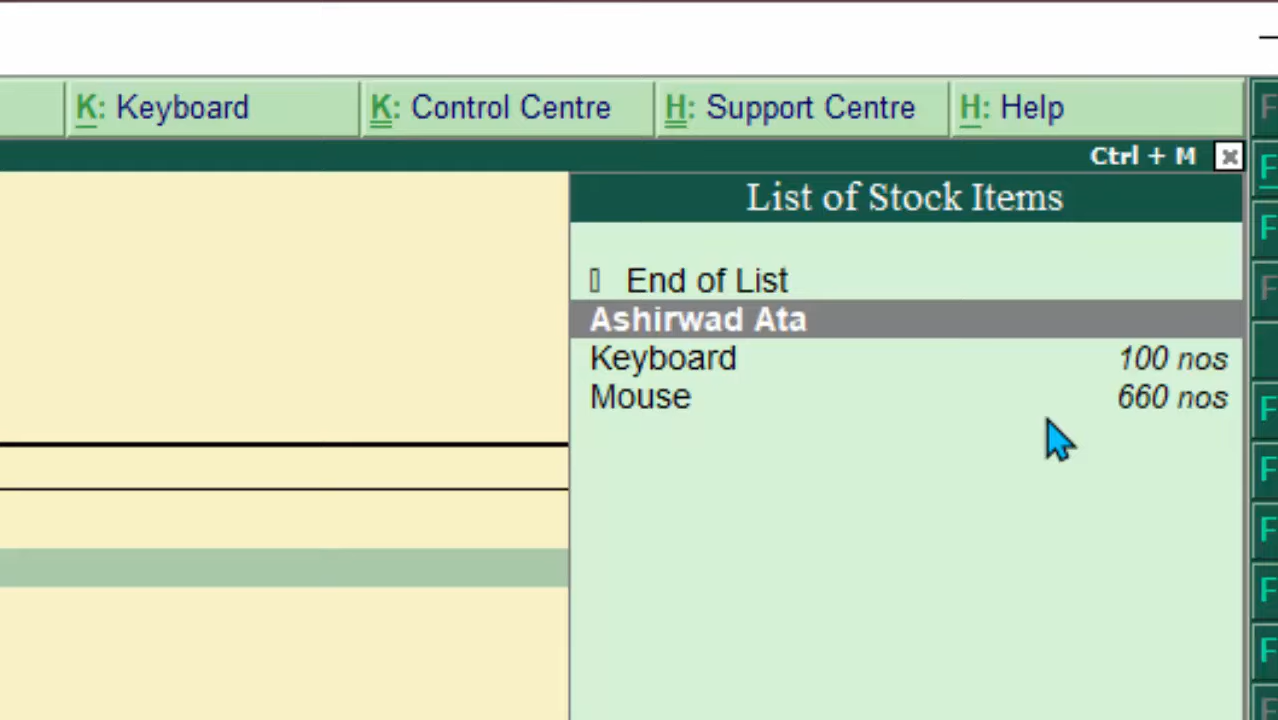 K: Keyboard K: Control Centre H: Support Centre H: Help
Ctrl + M
List of Stock Items
End of List
Ashirwad Ata
Keyboard 100 nos
Mouse 660 nos